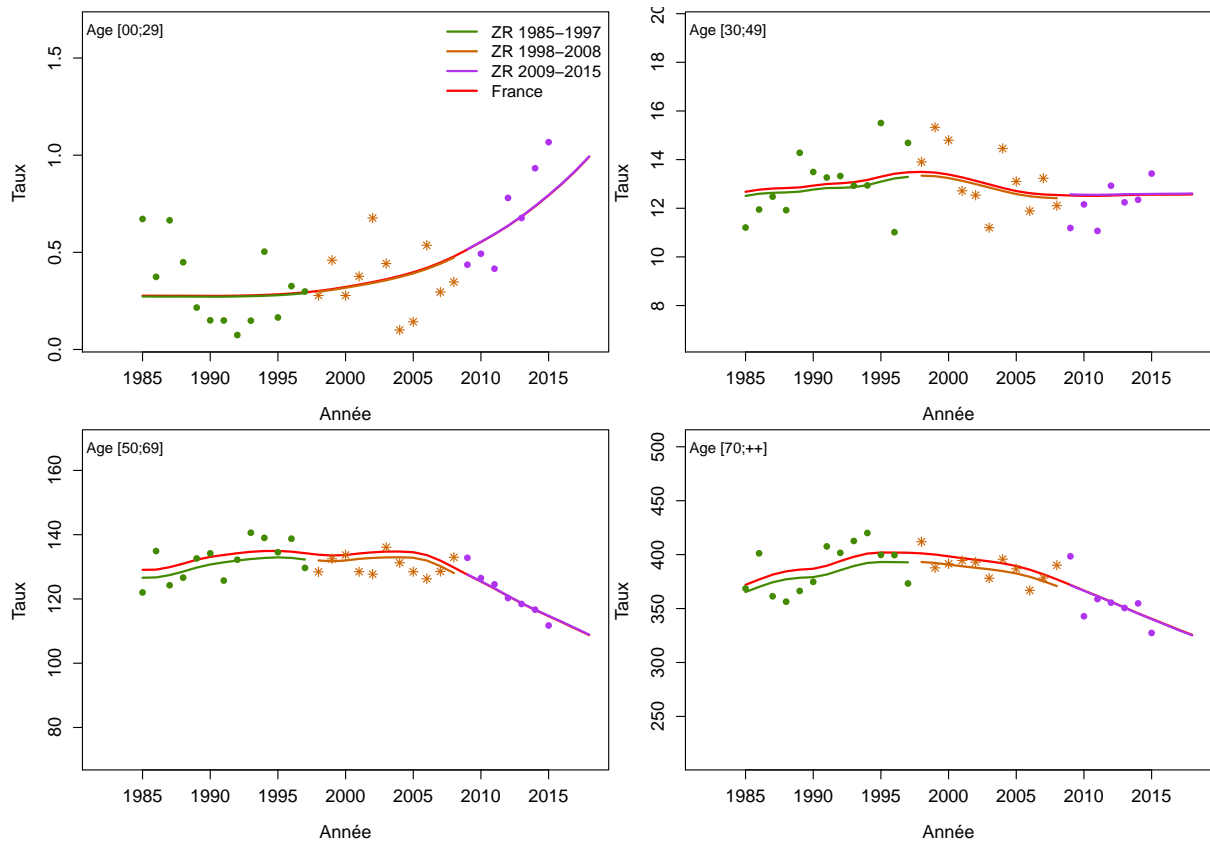 Age [00;29]
ZR 1985−1997
ZR 1998−2008
ZR 2009−2015
France
Taux
0.0 0.5 1.0 1.5
1985 1990 1995 2000 2005 2010 2015
Année
Age [30;49]
Taux
8 10 12 14 16 18 20
1985 1990 1995 2000 2005 2010 2015
Année
Age [50;69]
Taux
80 100 120 140 160
1985 1990 1995 2000 2005 2010 2015
Année
Age [70;++]
Taux
250 300 350 400 450 500
1985 1990 1995 2000 2005 2010 2015
Année